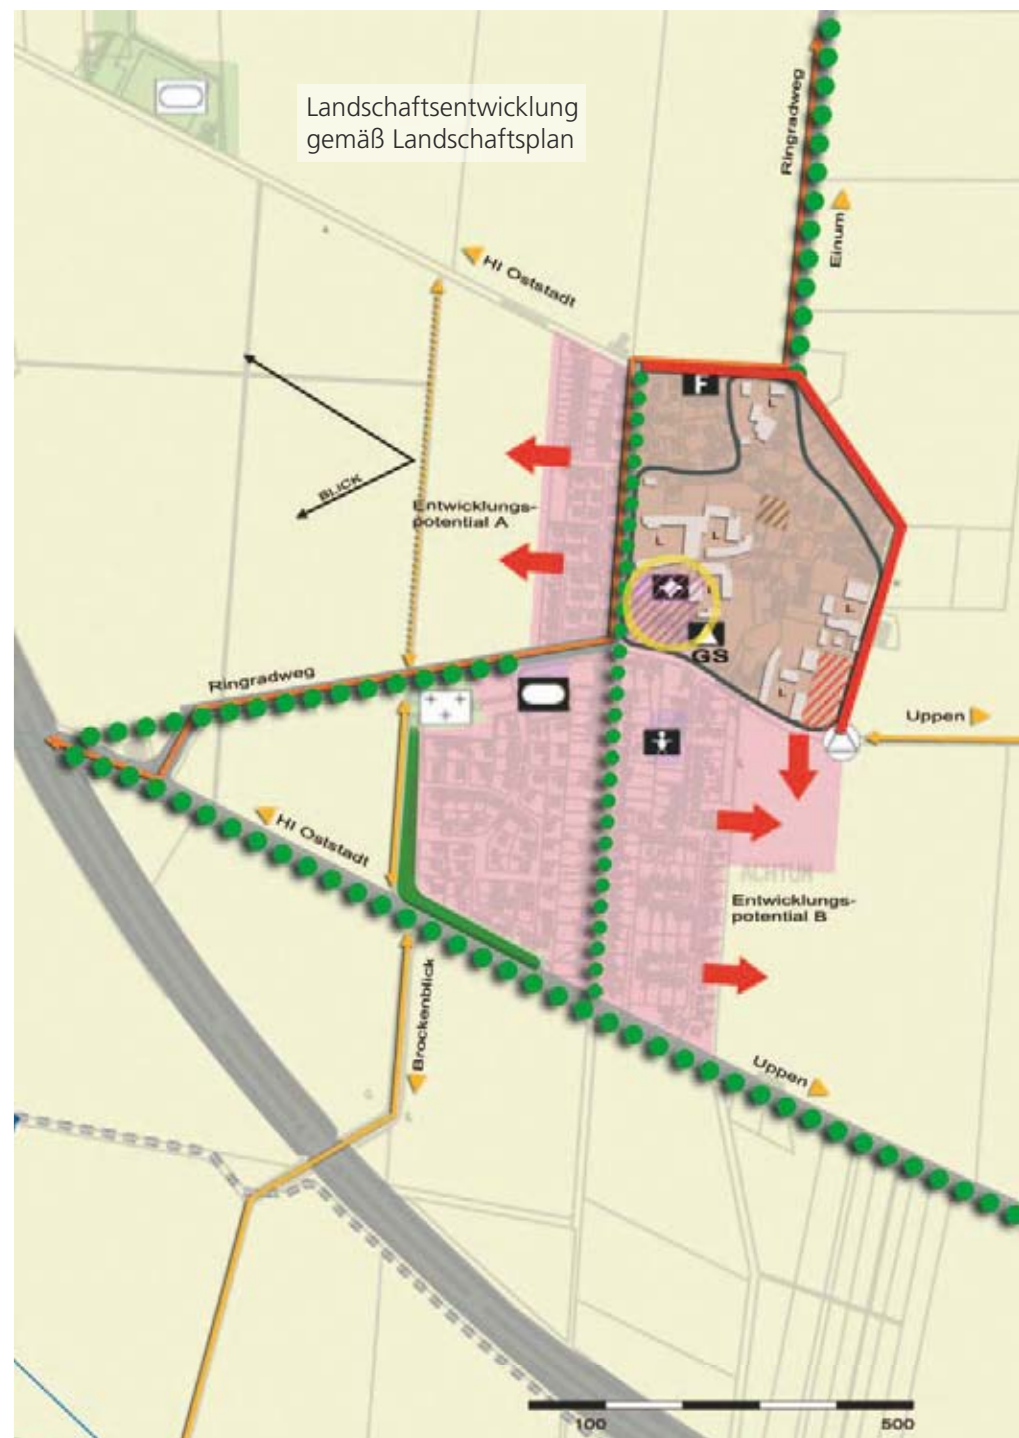 Landschaftsentwicklung
gemäß Landschaftsplan
Ringradweg
Einum
HI Oststadt
F
L
L
BLICK
Entwicklungs-
potential A
L
L
L
L
GS
L
Ringradweg
Uppen
HI Oststadt
ACHTUM
Entwicklungs-
potential B
Brockenblick
Uppen
100
500